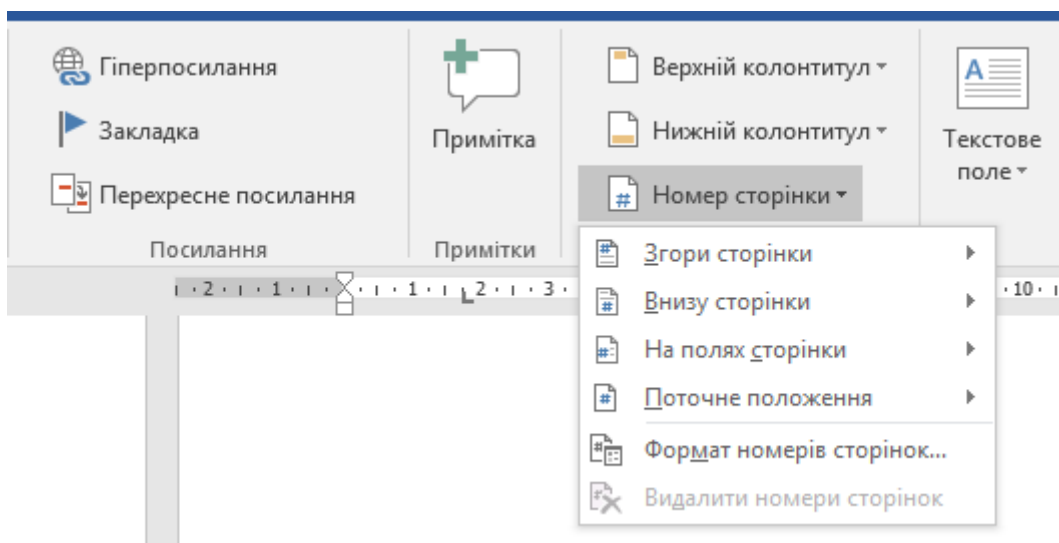 Гіперпосилання
Закладка
Перехресне посилання
Посилання
Примітка
Примітки
Верхній колонтитул
Нижній колонтитул
Номер сторінки
A
Текстове
поле
Згори сторінки
Внизу сторінки
На полях сторінки
Поточне положення
Формат номерів сторінок...
Видалити номери сторінок
2 1 1 2 3 10